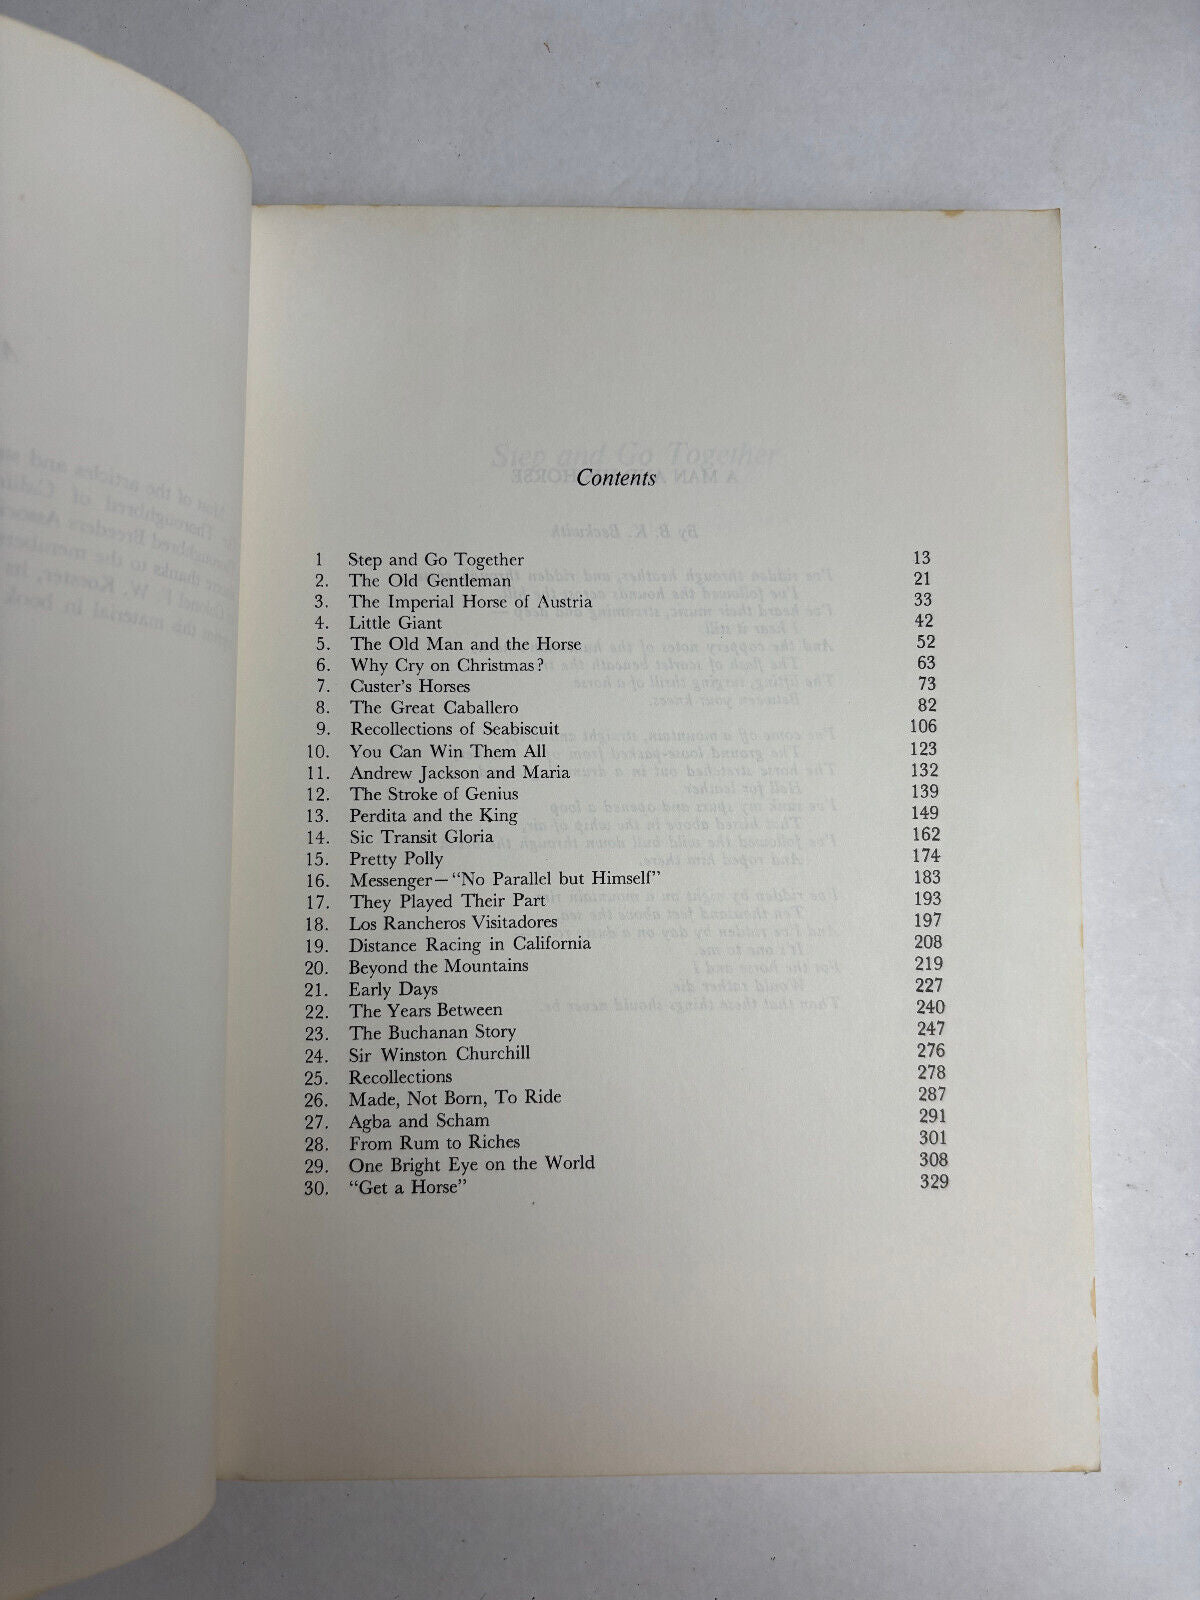 Contents
1 Step and Go Together 13
2. The Old Gentleman 21
3. The Imperial Horse of Austria 33
4. Little Giant 42
5. The Old Man and the Horse 52
6. Why Cry on Christmas? 63
7. Custer's Horses 73
8. The Great Caballero 82
9. Recollections of Seabiscuit 106
10. You Can Win Them All 123
11. Andrew Jackson and Maria 132
12. The Stroke of Genius 139
13. Perdita and the King 149
14. Sic Transit Gloria 162
15. Pretty Polly 174
16. Messenger—"No Parallel but Himself" 183
17. They Played Their Part 193
18. Los Rancheros Visitadores 197
19. Distance Racing in California 208
20. Beyond the Mountains 219
21. Early Days 227
22. The Years Between 240
23. The Buchanan Story 247
24. Sir Winston Churchill 276
25. Recollections 278
26. Made, Not Born, To Ride 287
27. Agba and Scham 291
28. From Rum to Riches 301
29. One Bright Eye on the World 308
30. "Get a Horse" 329